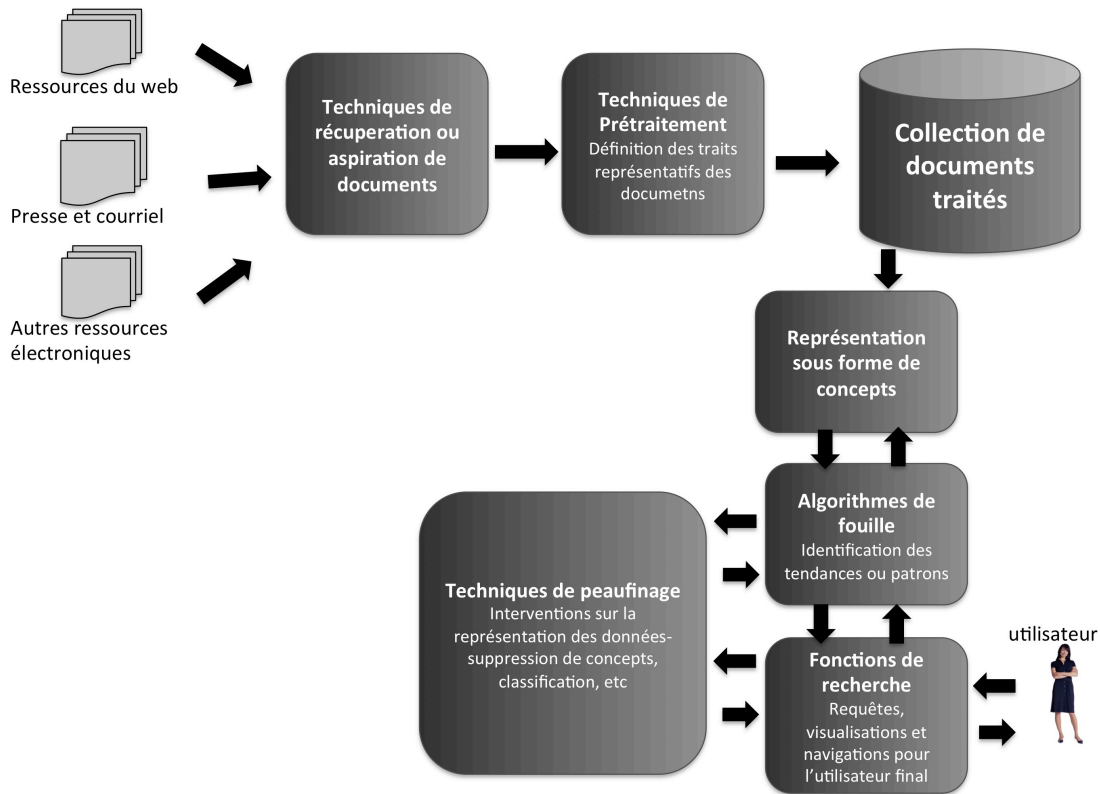 Ressources du web
Presse et courriel
Autres ressources
électroniques
Techniques de
récuperation ou
aspiration de
documents
Techniques de
Prétraitement
Définition des traits
représentatifs des
documetns
Collection de
documents
traités
Représentation
sous forme de
concepts
Algorithmes de
fouille
Identification des
tendances ou patrons
Techniques de peaufinage
Interventions sur la
représentation des données-
suppression de concepts,
classification, etc
Fonctions de
recherche
Requêtes,
visualisations et
navigations pour
l'utilisateur final
utilisateur